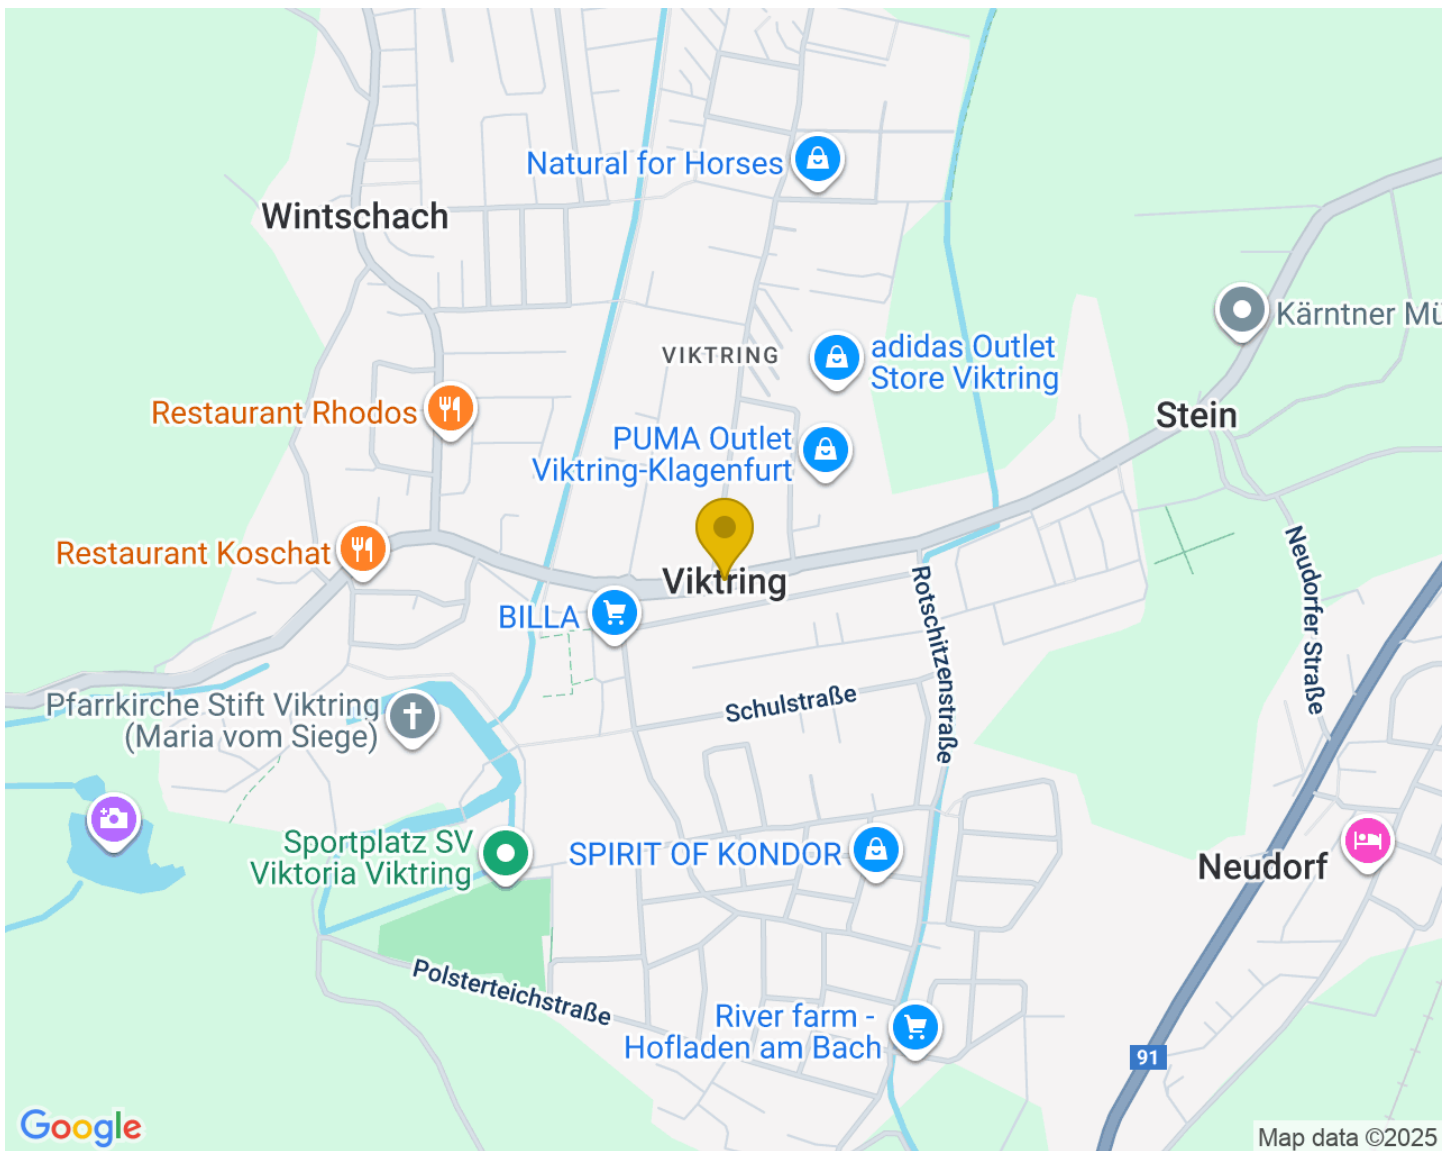 Natural for Horses
Wintschach
Kärntner Mü
VIKTRING
adidas Outlet
Store Viktring
Restaurant Rhodos
Stein
PUMA Outlet
Viktring-Klagenfurt
Restaurant Koschat
Viktring
BILLA
Neudorfer Straße
Rotschitzenstraße
Pfarrkirche Stift Viktring
(Maria vom Siege)
Schulstraße
Sportplatz SV
Viktoria Viktring
SPIRIT OF KONDOR
Neudorf
Polsterteichstraße
River farm -
Hofladen am Bach
91
Google
Map data ©2025